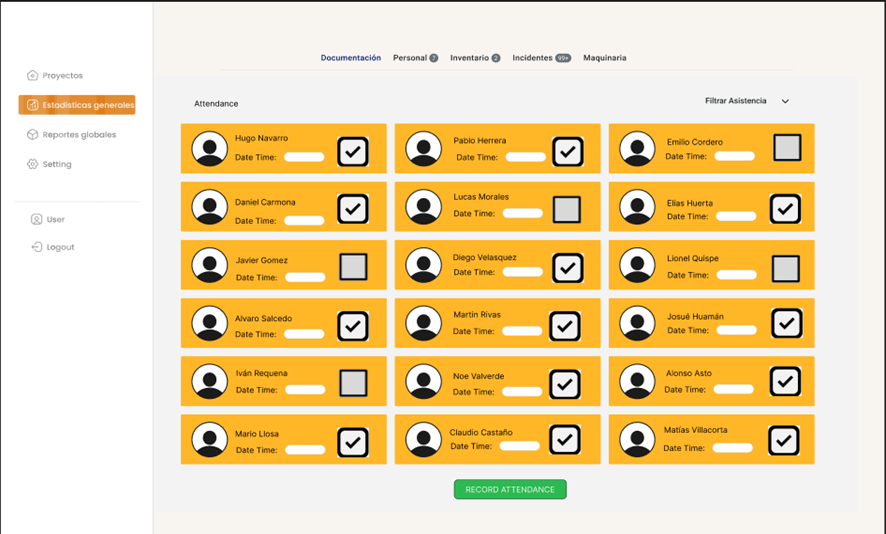 Documentación Personal 7 Inventario 2 Incidentes 99+ Maquinaria
Proyectos
Estadísticas generales
Reportes globales
Setting
User
Logout
Attendance
Filtrar Asistencia
Hugo Navarro
Date Time:
Pablo Herrera
Date Time:
Emilio Cordero
Date Time:
Daniel Carmona
Date Time:
Lucas Morales
Date Time:
Elías Huerta
Date Time:
Javier Gomez
Date Time:
Diego Velasquez
Date Time:
Lionel Quispe
Date Time:
Alvaro Salcedo
Date Time:
Martin Rivas
Date Time:
Josué Huamán
Date Time:
Iván Requena
Date Time:
Noe Valverde
Date Time:
Alonso Asto
Date Time:
Mario Llosa
Date Time:
Claudio Castaño
Date Time:
Matías Villacorta
Date Time:
RECORD ATTENDANCE